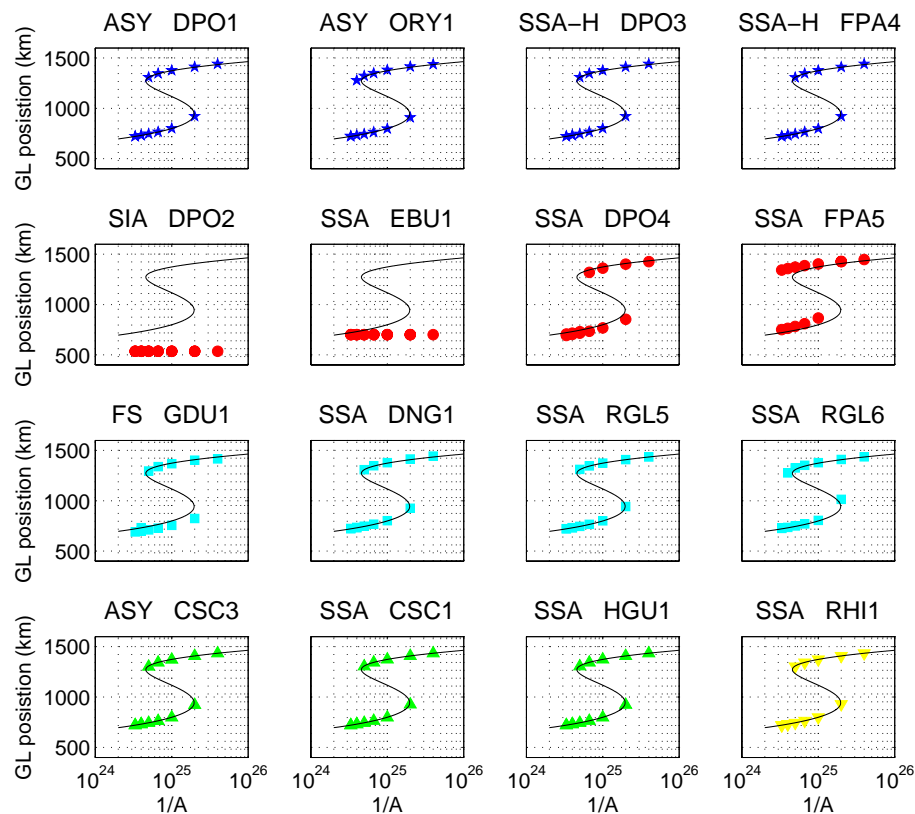 ASY DPO1
ASY ORY1
SSA−H DPO3
SSA−H FPA4
1500
1000
500
GL posistion (km)
SIA DPO2
SSA EBU1
SSA DPO4
SSA FPA5
1500
1000
500
GL posistion (km)
FS GDU1
SSA DNG1
SSA RGL5
SSA RGL6
1500
1000
500
GL posistion (km)
ASY CSC3
SSA CSC1
SSA HGU1
SSA RHI1
1500
1000
500
GL posistion (km)
10^24 10^25 10^26
1/A
10^24 10^25 10^26
1/A
10^24 10^25 10^26
1/A
10^24 10^25 10^26
1/A